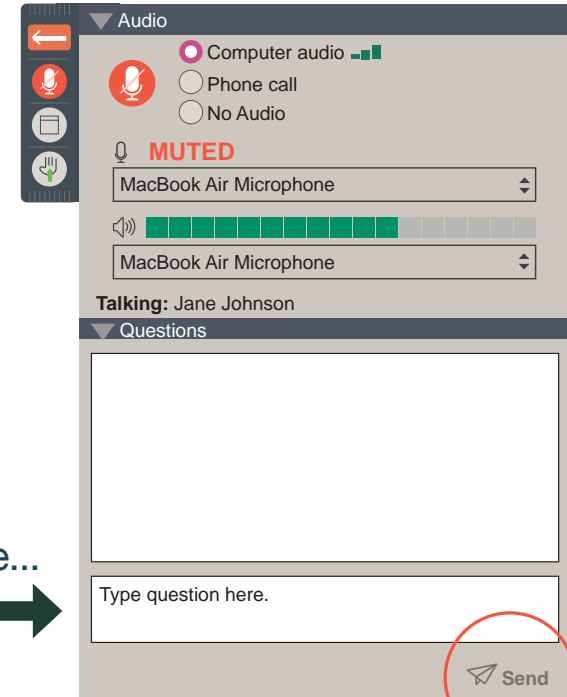 Audio
Computer audio
Phone call
No Audio
MUTED
MacBook Air Microphone
MacBook Air Microphone
Talking: Jane Johnson
Questions
e...
Type question here.
Send